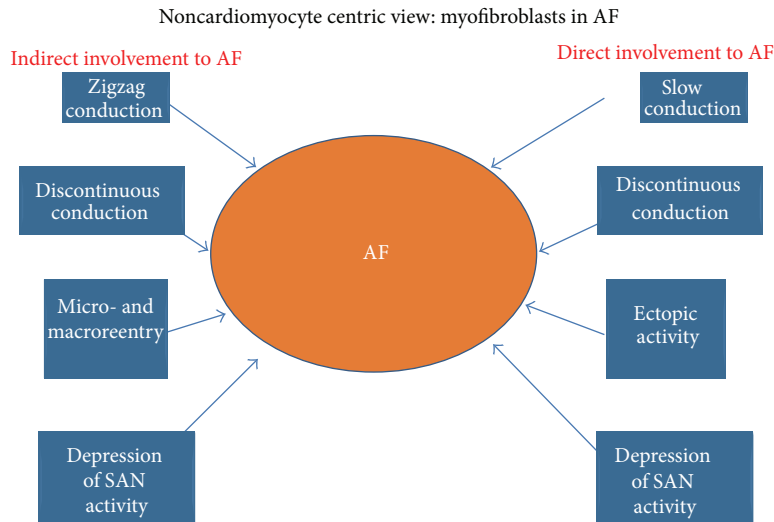 Noncardiomyocyte centric view: myofibroblasts in AF
Indirect involvement to AF
Zigzag
conduction
Discontinuous
conduction
Micro- and
macroreentry
Depression
of SAN
activity
AF
Direct involvement to AF
Slow
conduction
Discontinuous
conduction
Ectopic
activity
Depression
of SAN
activity